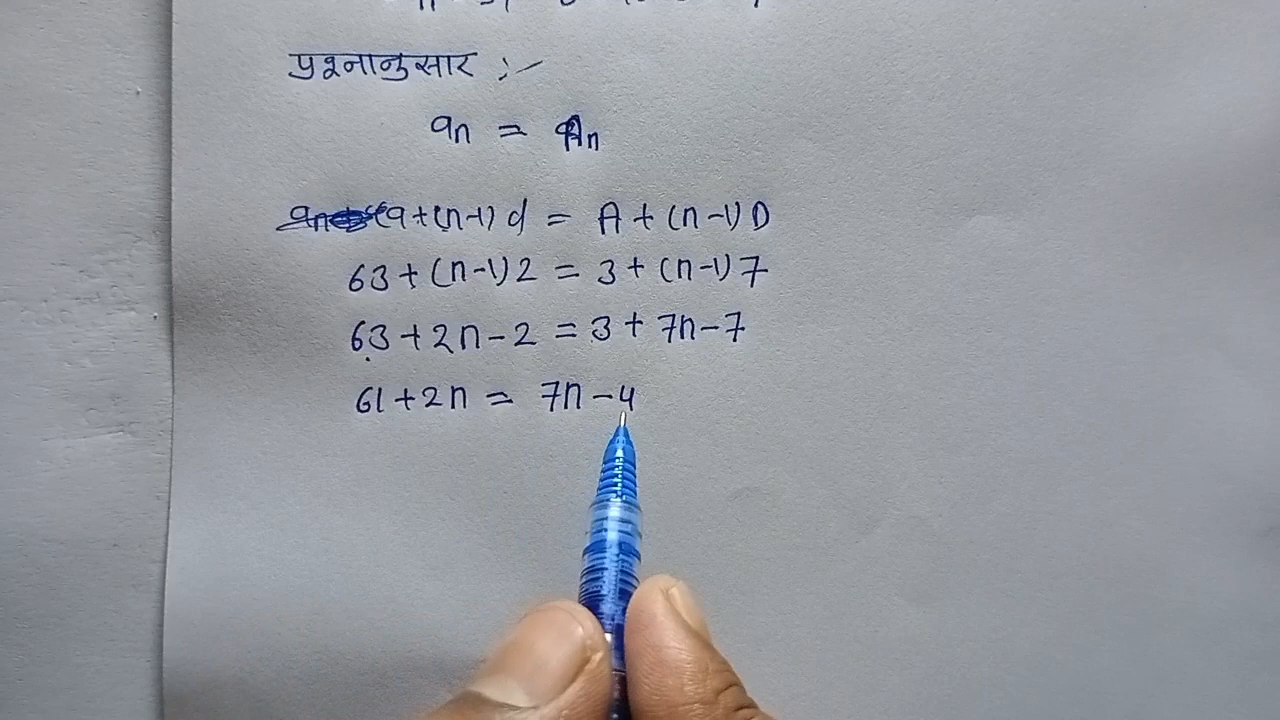 प्रश्नानुसार :-
an = An
a+(n-1)d = A+(n-1)D
63+(n-1)2 = 3+(n-1)7
63+2n-2 = 3+7n-7
61+2n = 7n-4